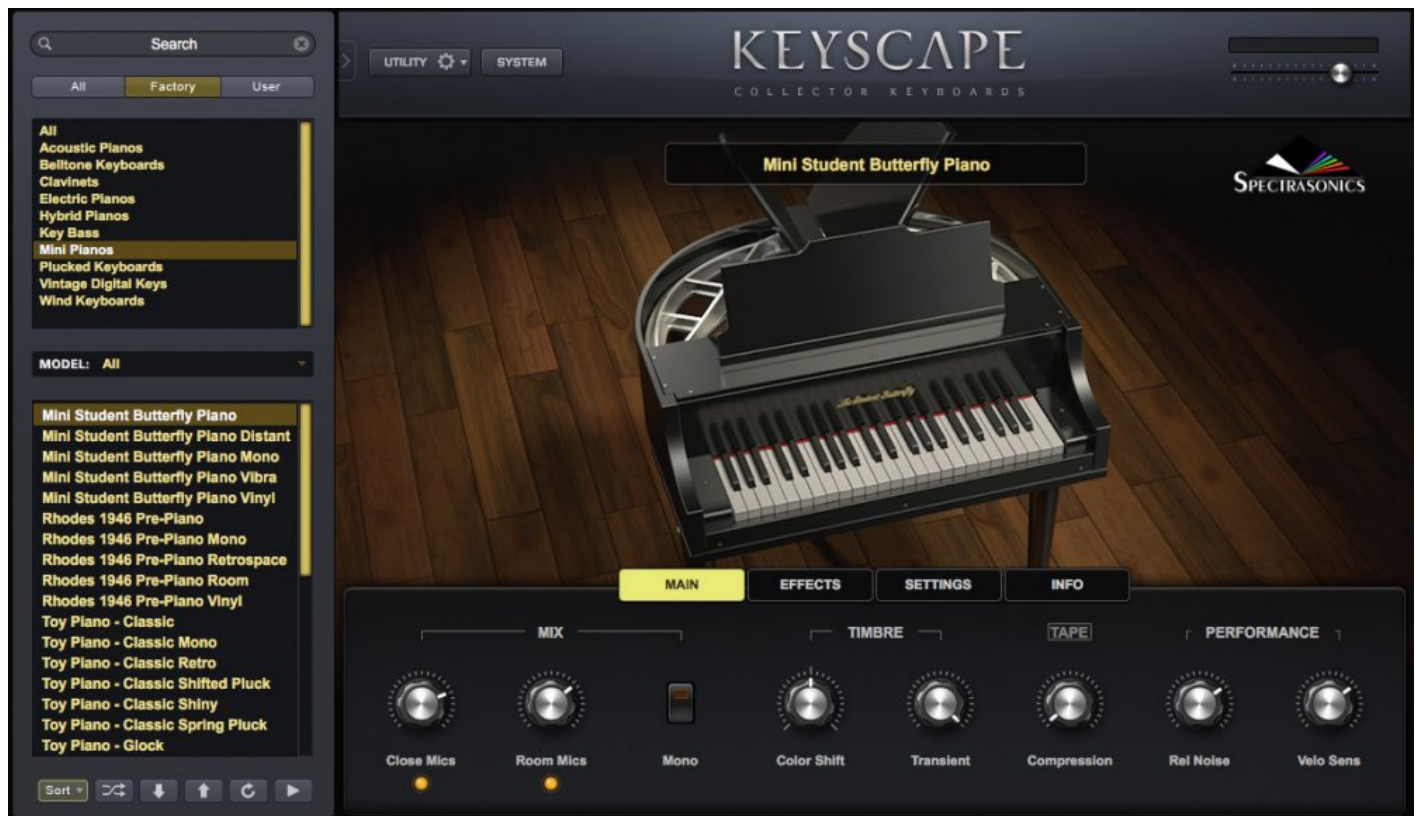 Search
All Factory User
All
Acoustic Pianos
Belltone Keyboards
Clavinets
Electric Pianos
Hybrid Pianos
Key Bass
Mini Pianos
Plucked Keyboards
Vintage Digital Keys
Wind Keyboards
MODEL: All
Mini Student Butterfly Piano
Mini Student Butterfly Piano Distant
Mini Student Butterfly Piano Mono
Mini Student Butterfly Piano Vibra
Mini Student Butterfly Piano Vinyl
Rhodes 1946 Pre-Piano
Rhodes 1946 Pre-Piano Mono
Rhodes 1946 Pre-Piano Retrospace
Rhodes 1946 Pre-Piano Room
Rhodes 1946 Pre-Piano Vinyl
Toy Piano - Classic
Toy Piano - Classic Mono
Toy Piano - Classic Retro
Toy Piano - Classic Shifted Pluck
Toy Piano - Classic Shiny
Toy Piano - Classic Spring Pluck
Toy Piano - Glock
Sort
UTILITY SYSTEM
KEYSCAPE
COLLECTOR KEYBOARDS
Mini Student Butterfly Piano
SPECTRASONICS
The Student Butterfly
MAIN EFFECTS SETTINGS INFO
MIX TIMBRE TAPE PERFORMANCE
Close Mics Room Mics Mono Color Shift Transient Compression Rel Noise Velo Sens